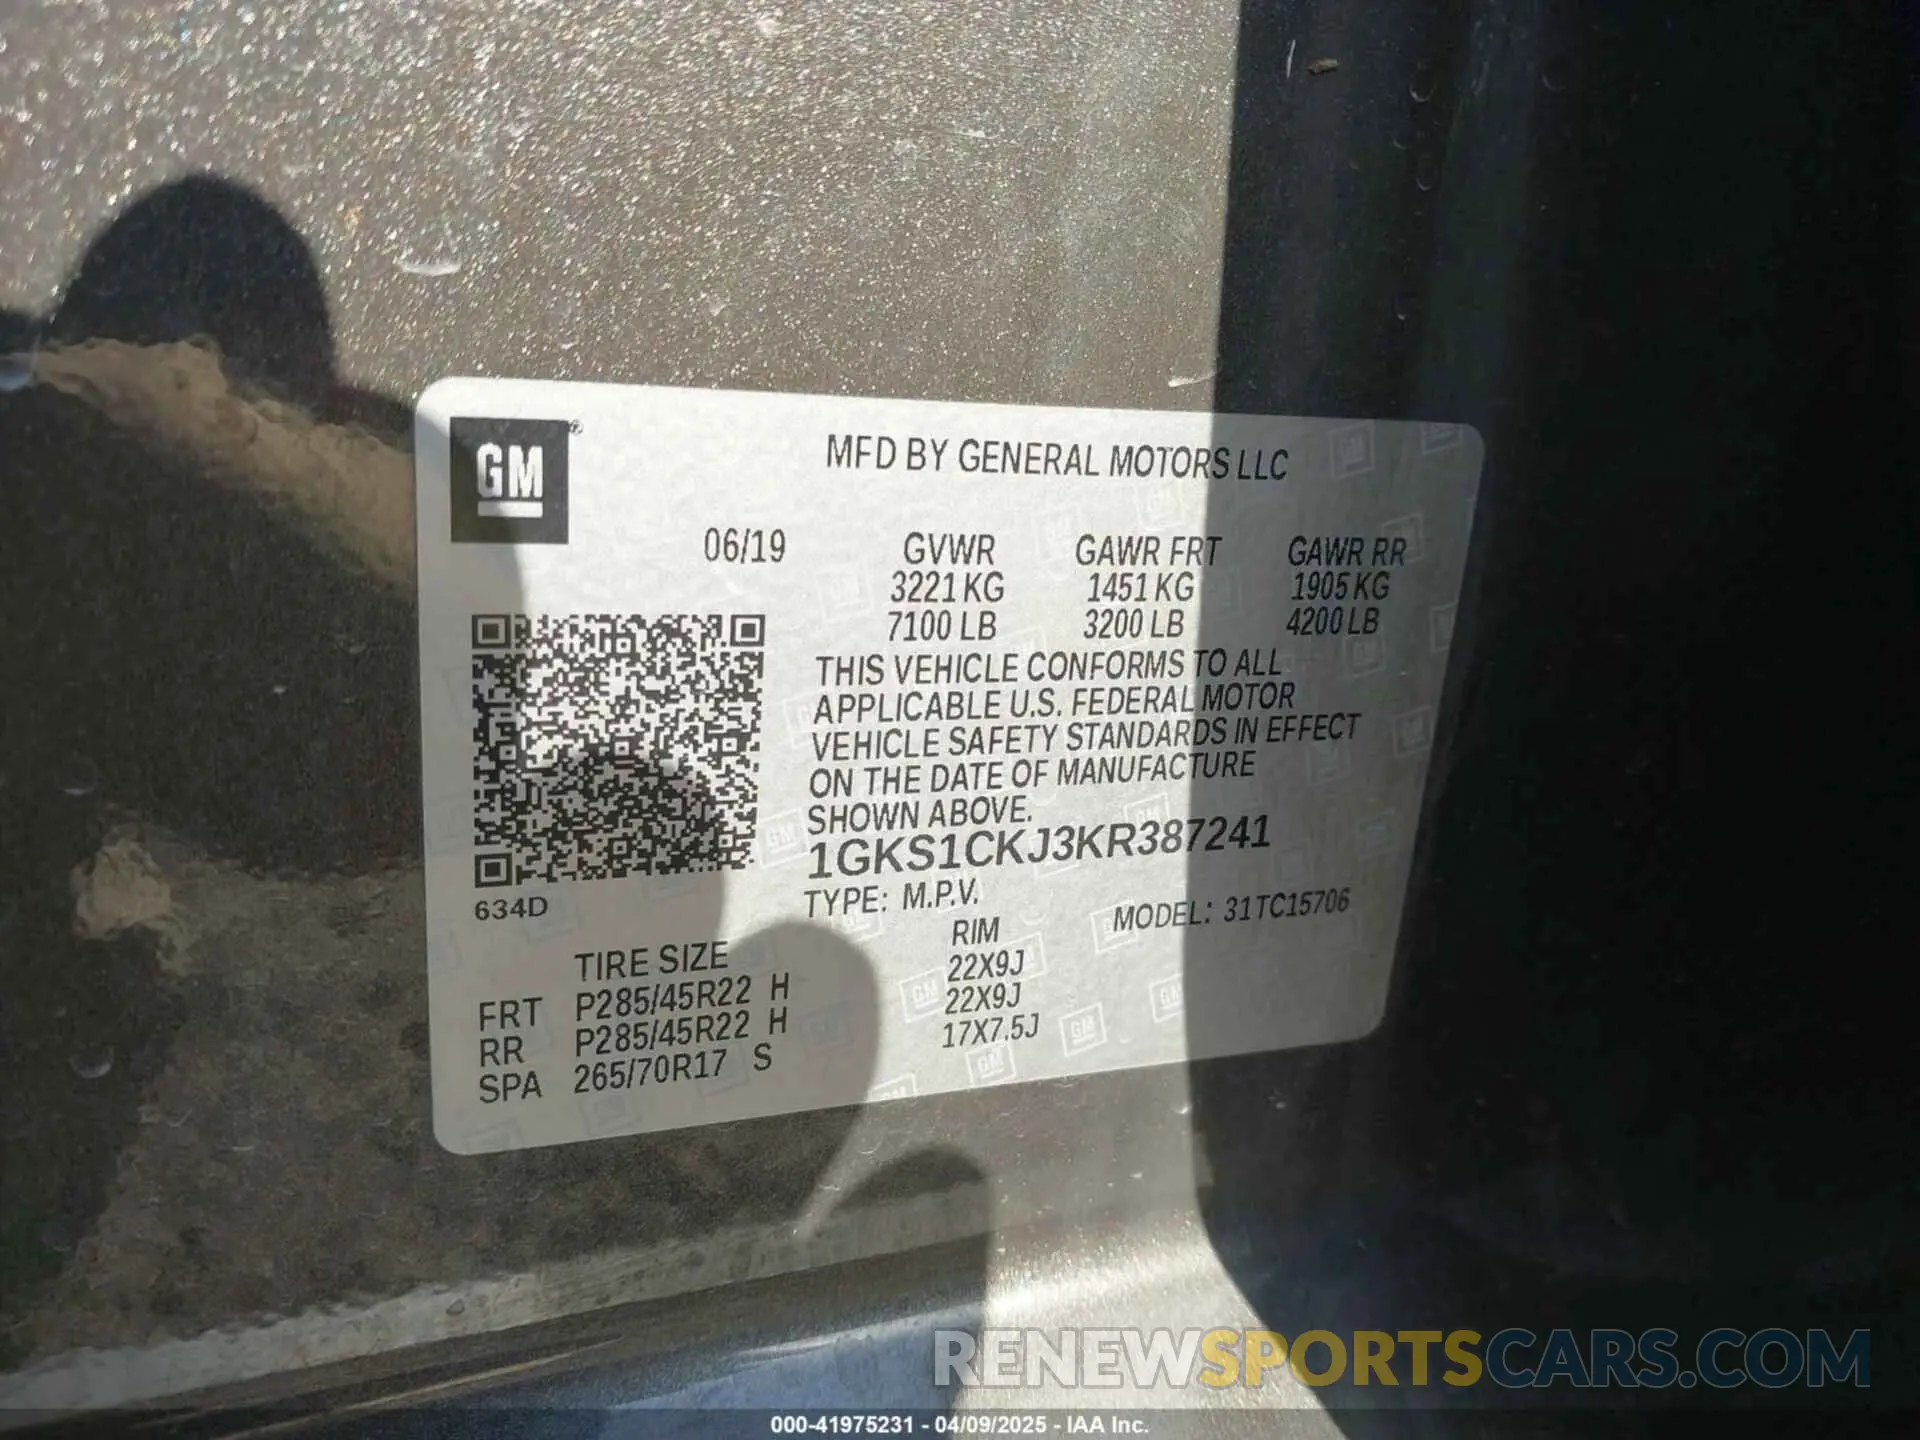 GM®
MFD BY GENERAL MOTORS LLC
06/19 GVWR GAWR FRT GAWR RR
3221 KG 1451 KG 1905 KG
7100 LB 3200 LB 4200 LB
THIS VEHICLE CONFORMS TO ALL
APPLICABLE U.S. FEDERAL MOTOR
VEHICLE SAFETY STANDARDS IN EFFECT
ON THE DATE OF MANUFACTURE
SHOWN ABOVE.
1GKS1CKJ3KR387241
634D
TYPE: M.P.V. MODEL: 31TC15706
TIRE SIZE RIM
FRT P285/45R22 H 22X9J
RR P285/45R22 H 22X9J
SPA 265/70R17 S 17X7.5J
RENEWSPORTSCARS.COM
000-41975231 - 04/09/2025 - IAA Inc.